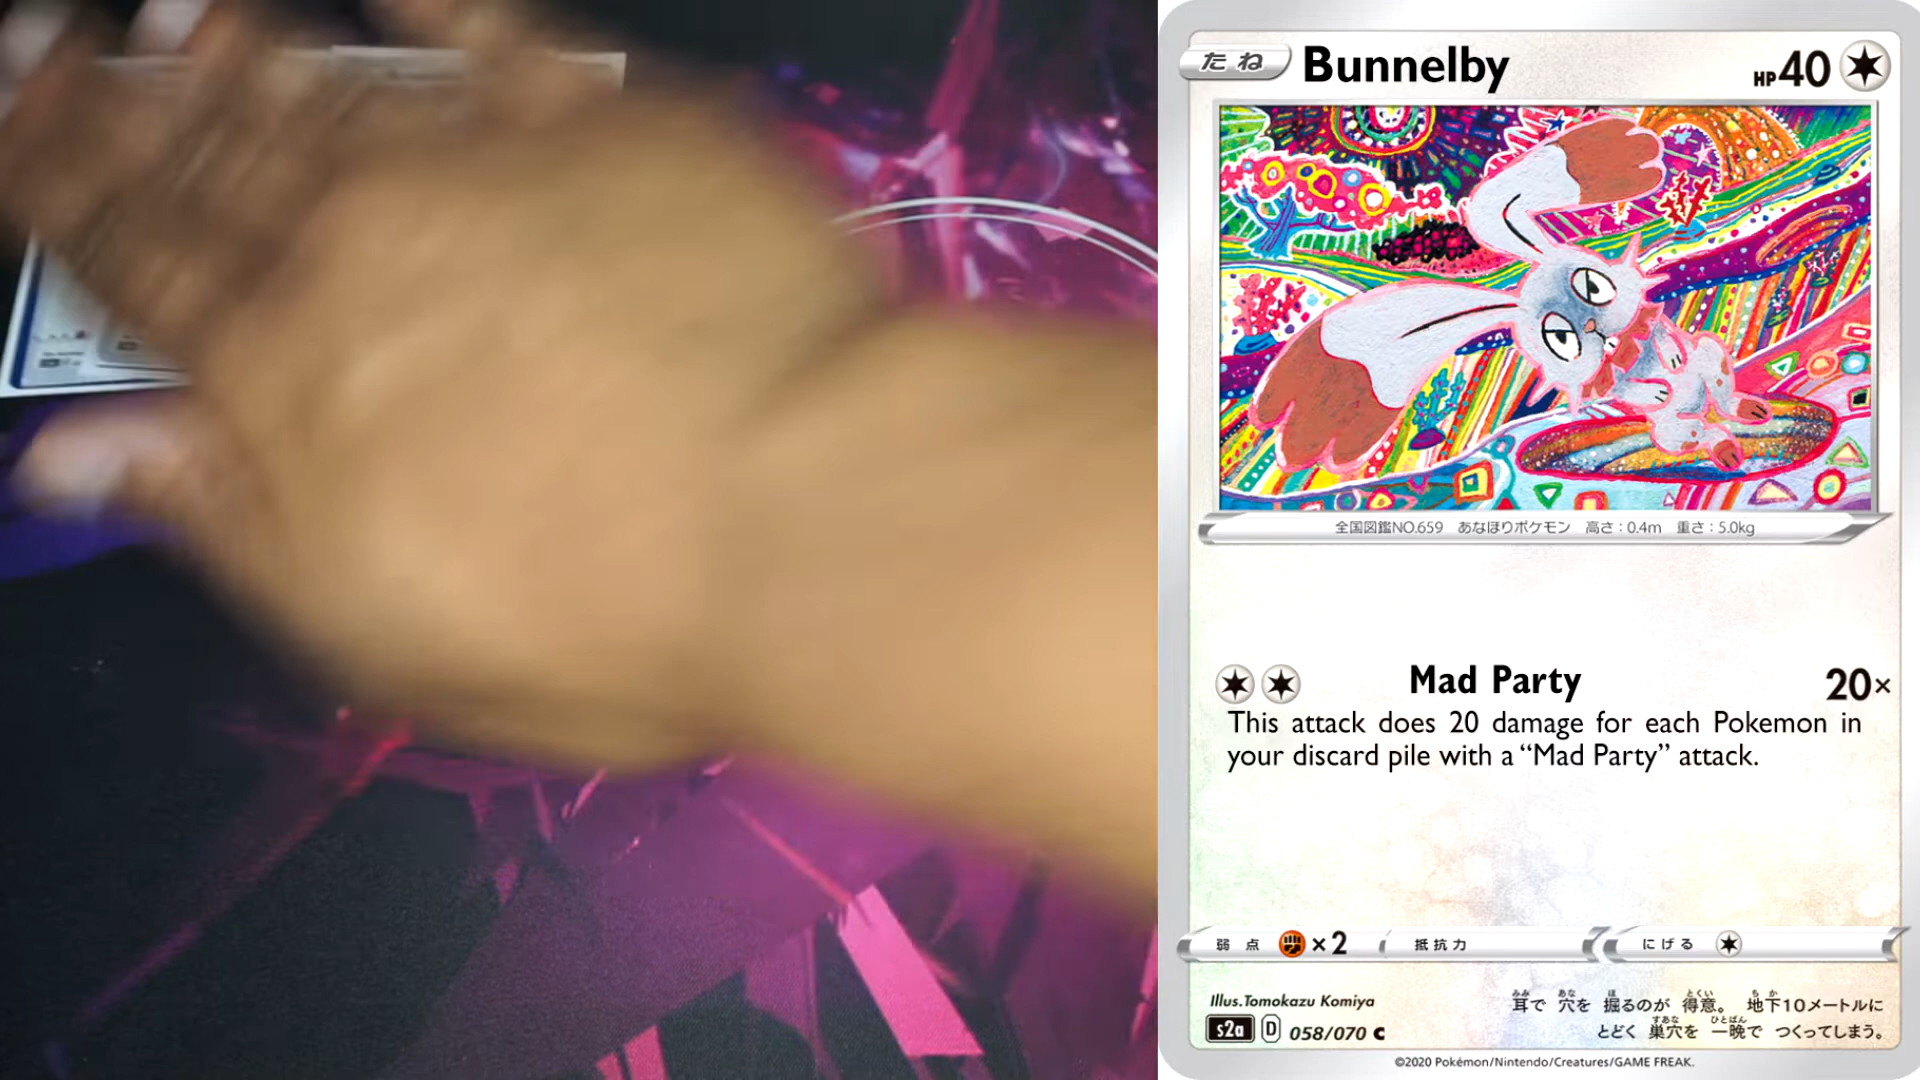 たね Bunnelby HP40
全国図鑑NO.659 あなほりポケモン 高さ：0.4m 重さ：5.0kg
Mad Party 20×
This attack does 20 damage for each Pokemon in
your discard pile with a “Mad Party” attack.
弱点 ×2 抵抗力 にげる
Illus.Tomokazu Komiya
耳で 穴を 掘るのが 得意。 地下10メートルに
とどく 巣穴を 一晩で つくってしまう。
s2a D 058/070 C
©2020 Pokémon/Nintendo/Creatures/GAME FREAK.